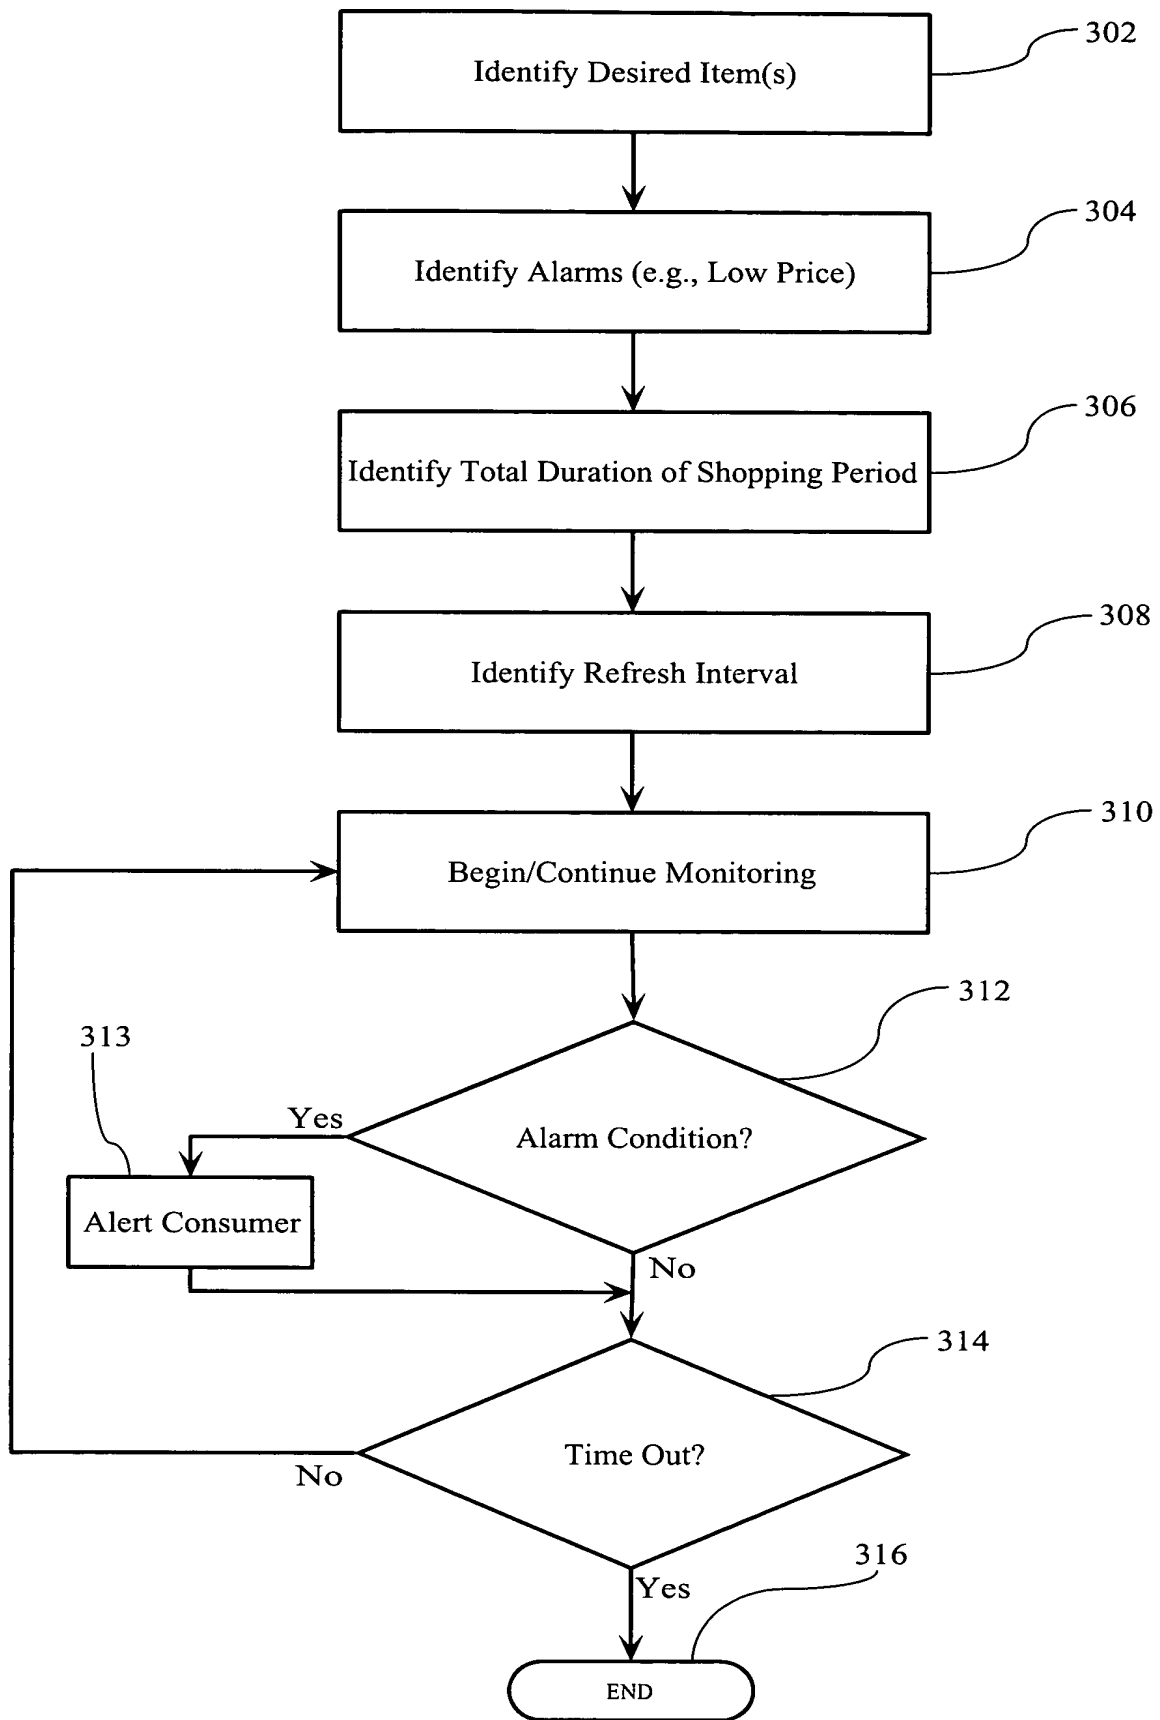 302
Identify Desired Item(s)
304
Identify Alarms (e.g., Low Price)
306
Identify Total Duration of Shopping Period
308
Identify Refresh Interval
310
Begin/Continue Monitoring
312
313
Yes
Alarm Condition?
Alert Consumer
No
314
Time Out?
No
316
Yes
END